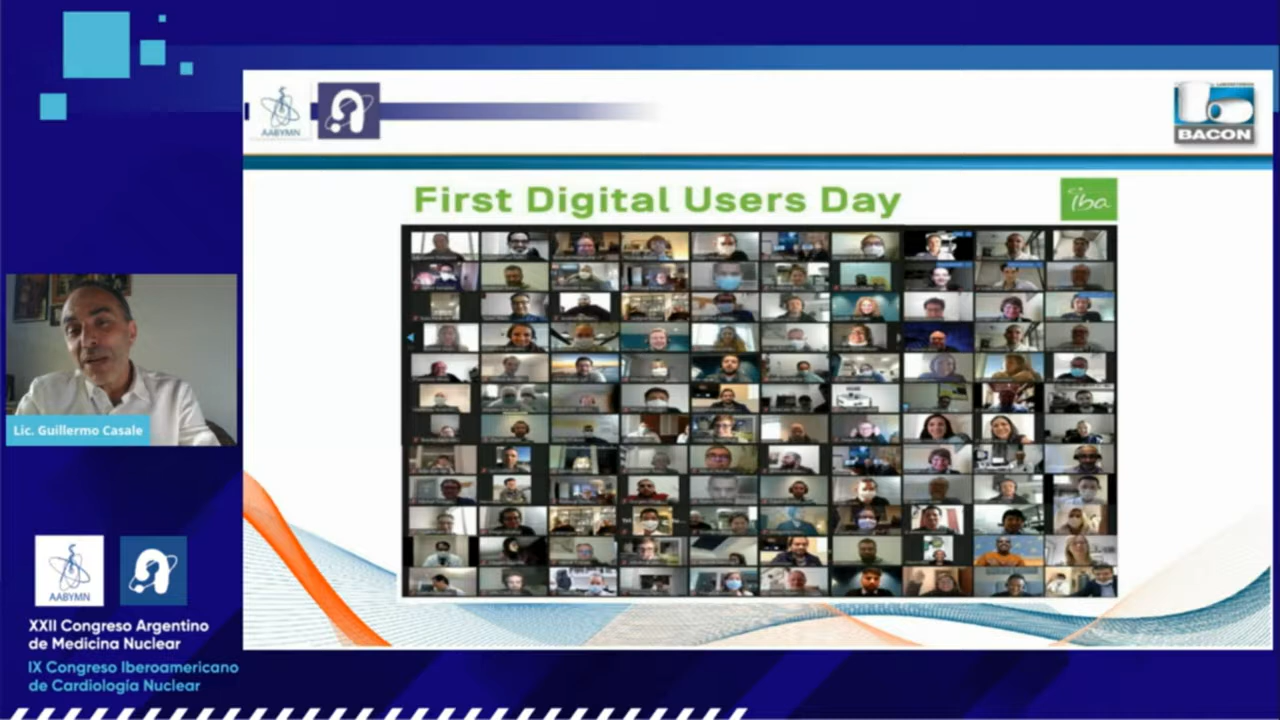 AABYMN
LABORATORIOS
BACON
First Digital Users Day
iba
Lic. Guillermo Casale
AABYMN
XXII Congreso Argentino
de Medicina Nuclear
IX Congreso Iberoamericano
de Cardiología Nuclear